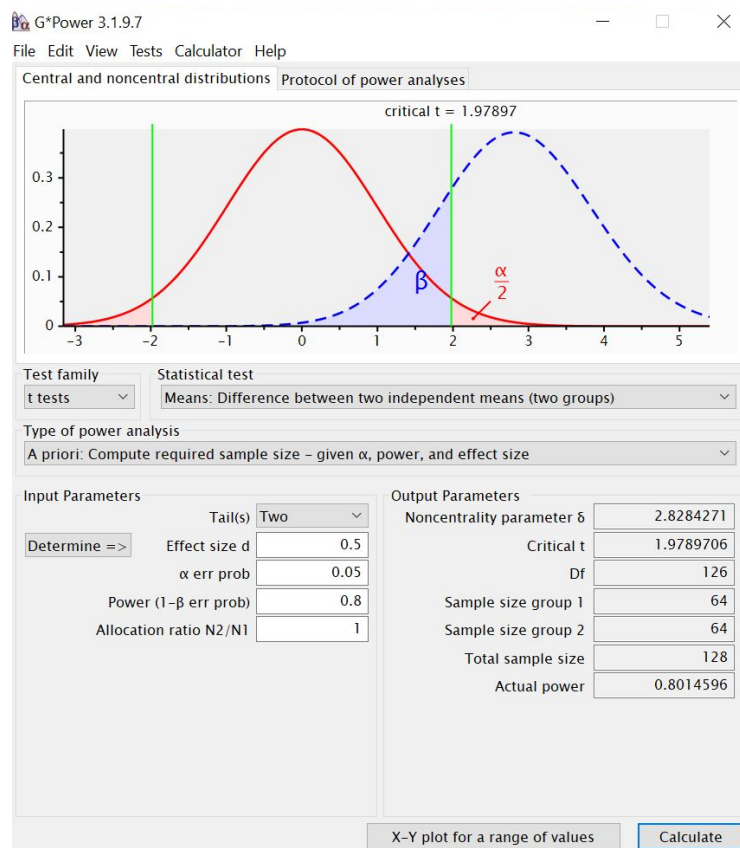 G*Power 3.1.9.7
File Edit View Tests Calculator Help
Central and noncentral distributions Protocol of power analyses
critical t = 1.97897
0.3
0.2
0.1
0
β
α
2
-3 -2 -1 0 1 2 3 4 5
Test family Statistical test
t tests Means: Difference between two independent means (two groups)
Type of power analysis
A priori: Compute required sample size – given α, power, and effect size
Input Parameters
Tail(s) Two
Determine => Effect size d 0.5
α err prob 0.05
Power (1-β err prob) 0.8
Allocation ratio N2/N1 1
Output Parameters
Noncentrality parameter δ 2.8284271
Critical t 1.9789706
Df 126
Sample size group 1 64
Sample size group 2 64
Total sample size 128
Actual power 0.8014596
X-Y plot for a range of values Calculate